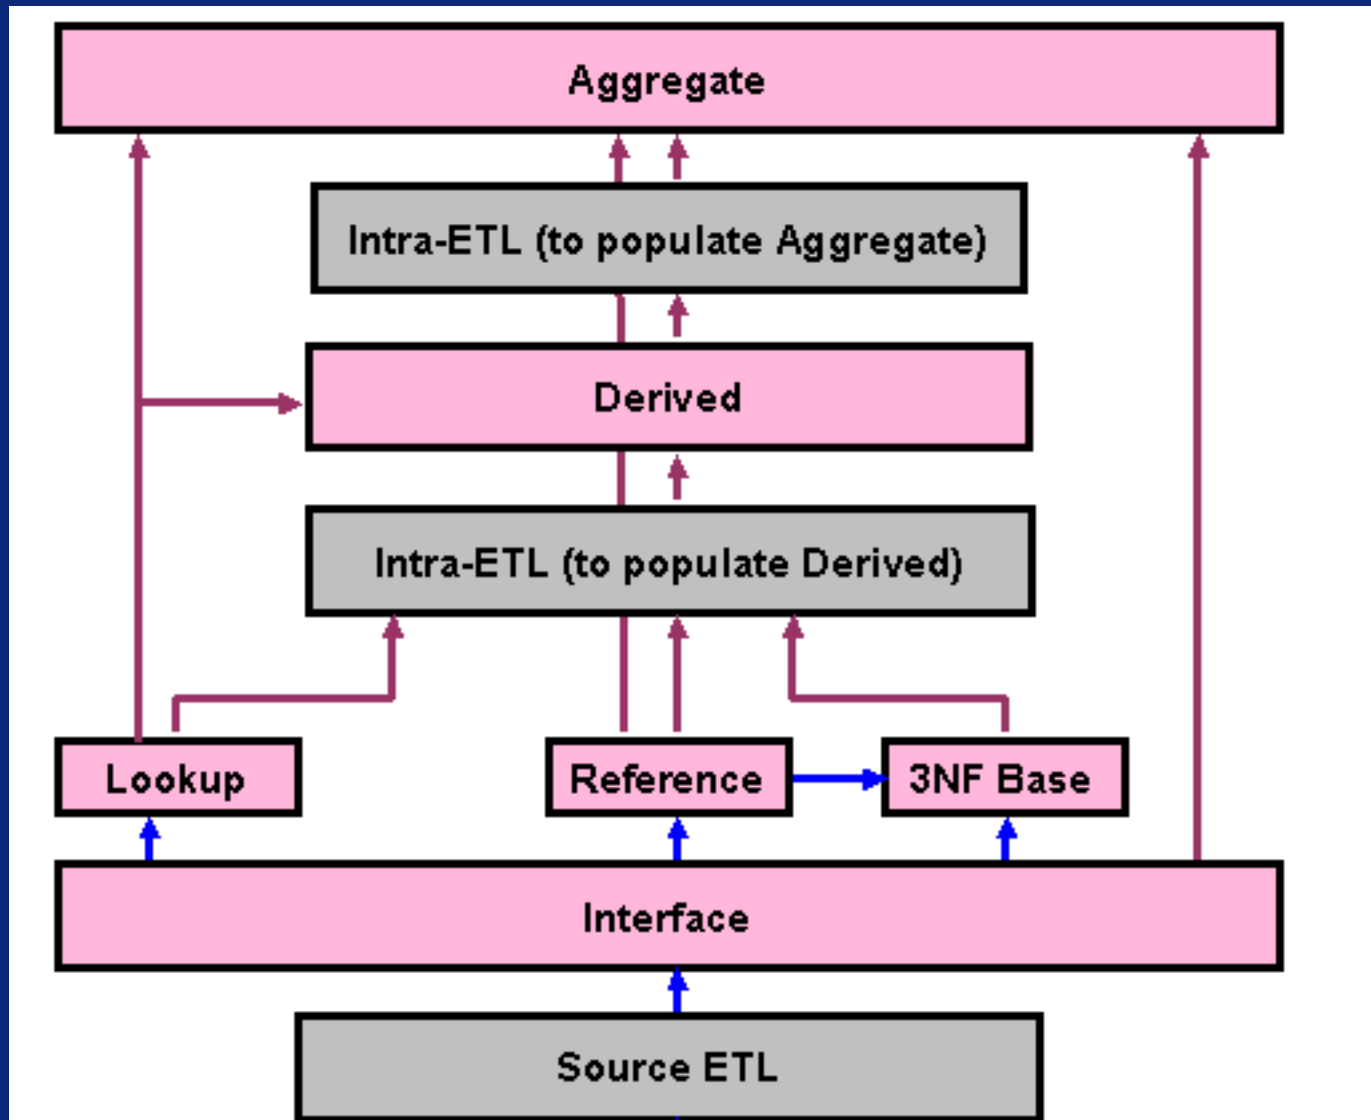 Aggregate
Intra-ETL (to populate Aggregate)
Derived
Intra-ETL (to populate Derived)
Lookup
Reference
3NF Base
Interface
Source ETL